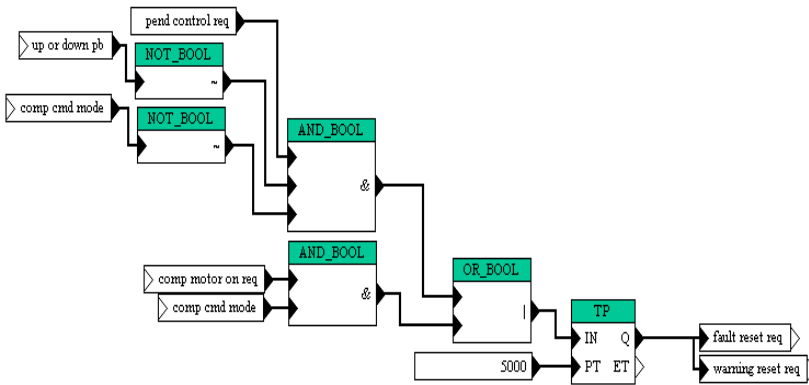 pend control req
up or down pb
NOT_BOOL
~
comp cmd mode
NOT_BOOL
~
AND_BOOL
&
AND_BOOL
comp motor on req
&
comp cmd mode
OR_BOOL
|
TP
IN Q
fault reset req
5000
PT ET
warning reset req